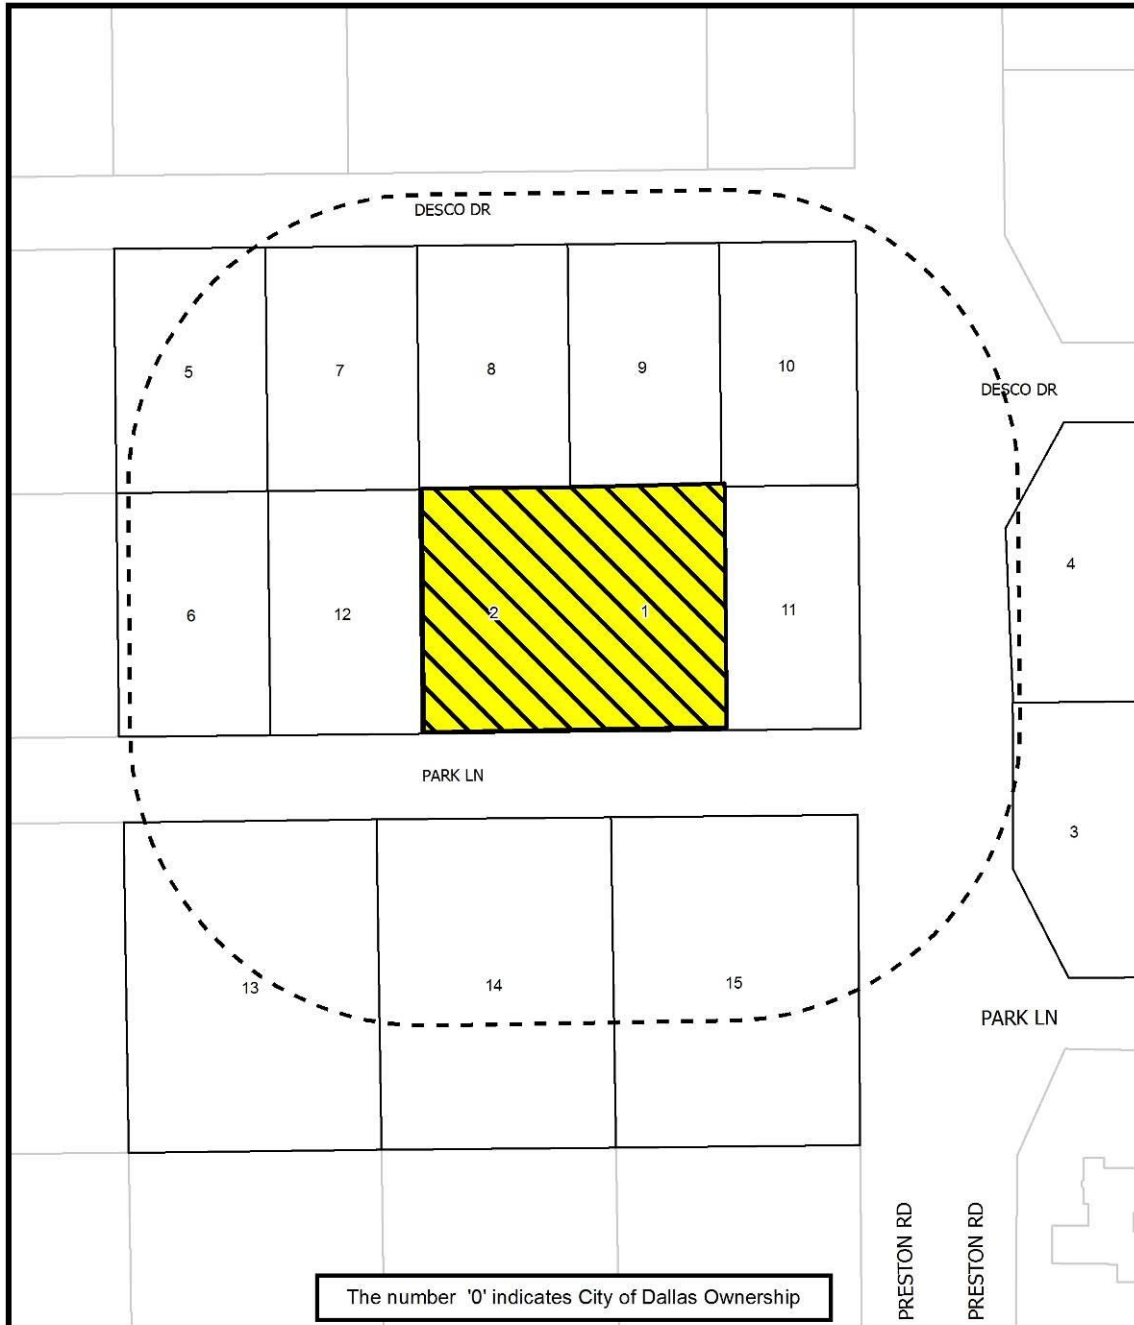 DESCO DR
5
7
8
9
10
DESCO DR
4
6
12
2
1
11
PARK LN
3
13
14
15
PARK LN
PRESTON RD
PRESTON RD
The number '0' indicates City of Dallas Ownership